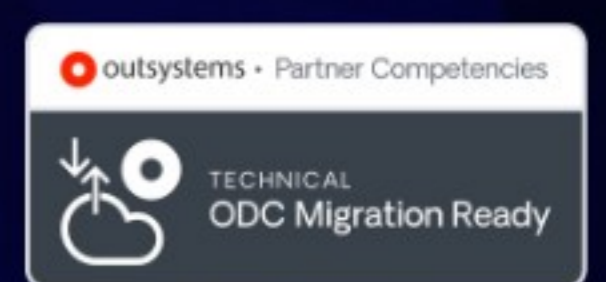 outsystems • Partner Competencies
TECHNICAL
ODC Migration Ready